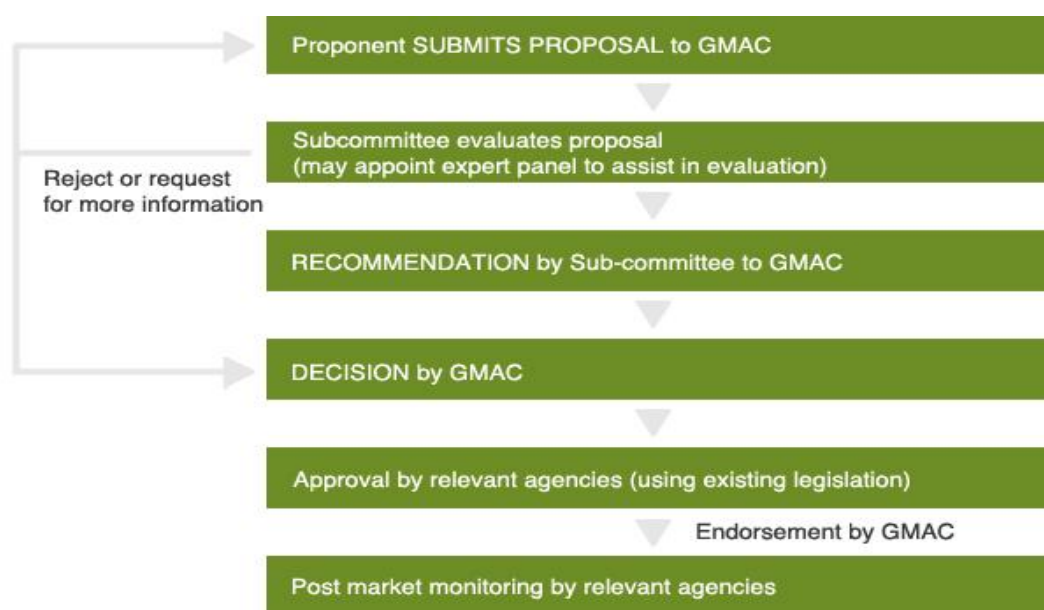 Proponent SUBMITS PROPOSAL to GMAC
Subcommittee evaluates proposal
(may appoint expert panel to assist in evaluation)
Reject or request
for more information
RECOMMENDATION by Sub-committee to GMAC
DECISION by GMAC
Approval by relevant agencies (using existing legislation)
Endorsement by GMAC
Post market monitoring by relevant agencies